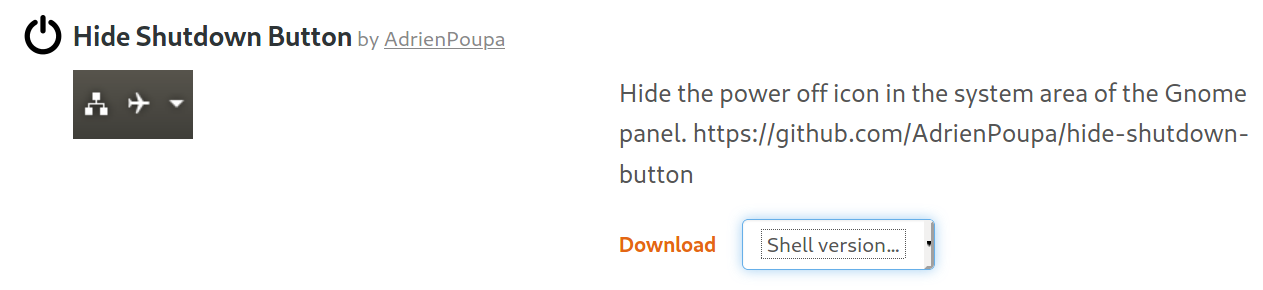 Hide Shutdown Button by AdrienPoupa
Hide the power off icon in the system area of the Gnome
panel. https://github.com/AdrienPoupa/hide-shutdown-
button
Download
Shell version...